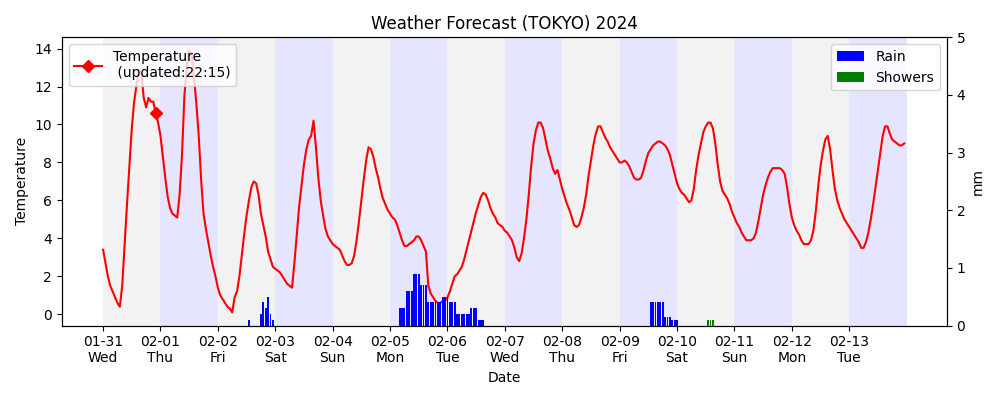 Weather Forecast (TOKYO) 2024
Temperature
(updated:22:15)
Rain
Showers
14
12
10
8
6
4
2
0
Temperature
5
4
3
2
1
0
mm
01-31 02-01 02-02 02-03 02-04 02-05 02-06 02-07 02-08 02-09 02-10 02-11 02-12 02-13
Wed Thu Fri Sat Sun Mon Tue Wed Thu Fri Sat Sun Mon Tue
Date